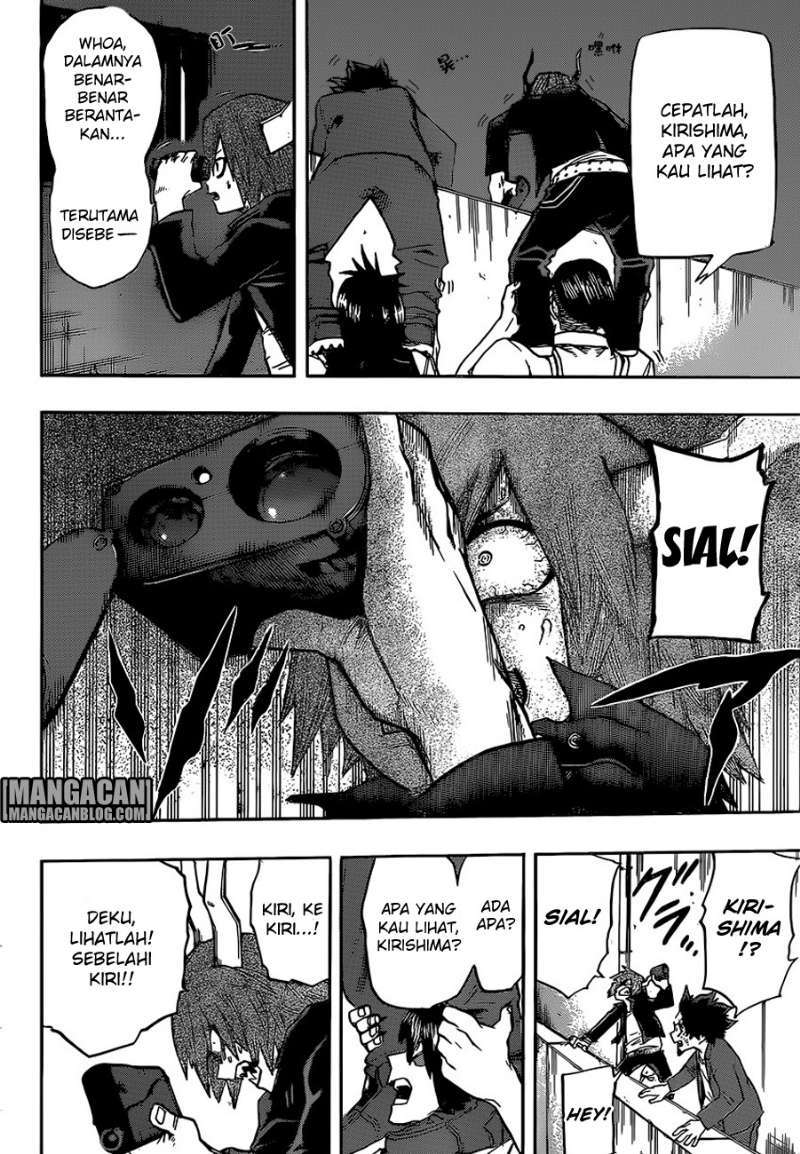 CEPATLAH,
KIRISHIMA,
APA YANG
KAU LIHAT?
WHOA,
DALAMNYA
BENAR-
BENAR
BERANTA-
KAN...
TERUTAMA
DISEBE—
SIAL!
MANGACAN
MANGACANBLOG.COM
KIRI-
SHIMA
!?
SIAL!
HEY!
ADA
APA?
APA YANG
KAU LIHAT,
KIRISHIMA?
KIRI, KE
KIRI...!
DEKU,
LIHATLAH!
SEBELAH
KIRI!!